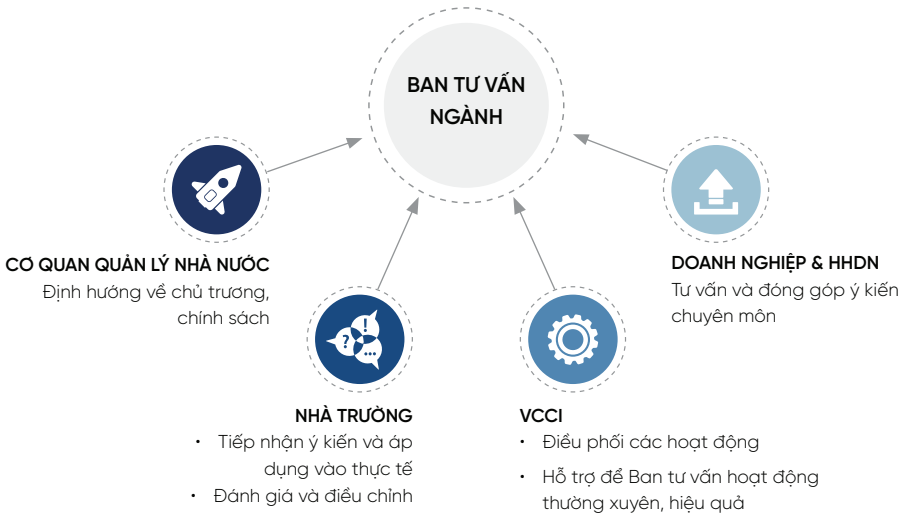 BAN TƯ VẤN
NGÀNH
CƠ QUAN QUẢN LÝ NHÀ NƯỚC
Định hướng về chủ trương,
chính sách
DOANH NGHIỆP & HHDN
Tư vấn và đóng góp ý kiến
chuyên môn
! ? ...
NHÀ TRƯỜNG
• Tiếp nhận ý kiến và áp
dụng vào thực tế
• Đánh giá và điều chỉnh
VCCI
• Điều phối các hoạt động
• Hỗ trợ để Ban tư vấn hoạt động
thường xuyên, hiệu quả